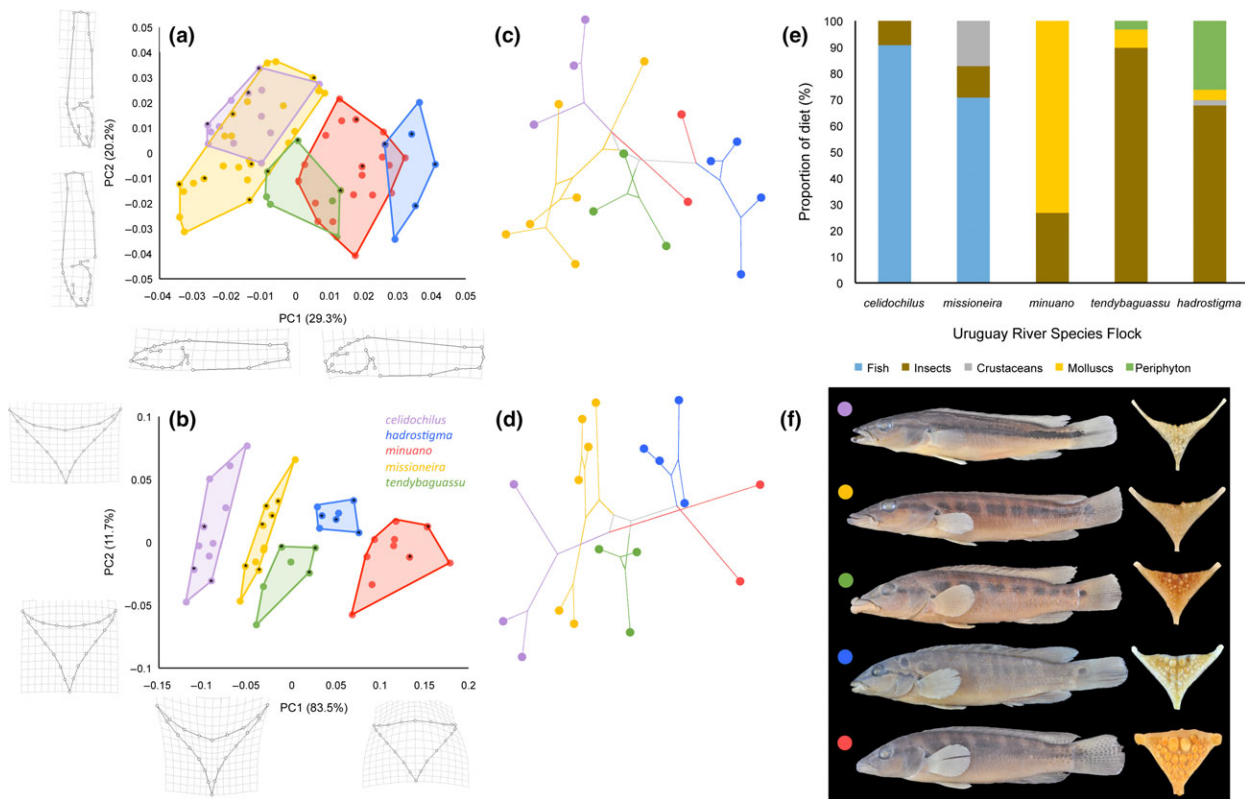 (a)
0.05
0.04
0.03
0.02
0.01
0
–0.01
–0.02
–0.03
–0.04
–0.05
PC2 (20.2%)
–0.04 –0.03 –0.02 –0.01 0 0.01 0.02 0.03 0.04 0.05
PC1 (29.3%)
(b)
0.1
0.05
0
–0.05
–0.1
PC2 (11.7%)
celidochilus
hadrostigma
minuano
missioneira
tendybaguassu
–0.15 –0.1 –0.05 0 0.05 0.1 0.15 0.2
PC1 (83.5%)
(c)
(d)
(e)
100
90
80
70
60
50
40
30
20
10
0
Proportion of diet (%)
celidochilus missioneira minuano tendybaguassu hadrostigma
Uruguay River Species Flock
Fish Insects Crustaceans Molluscs Periphyton
(f)